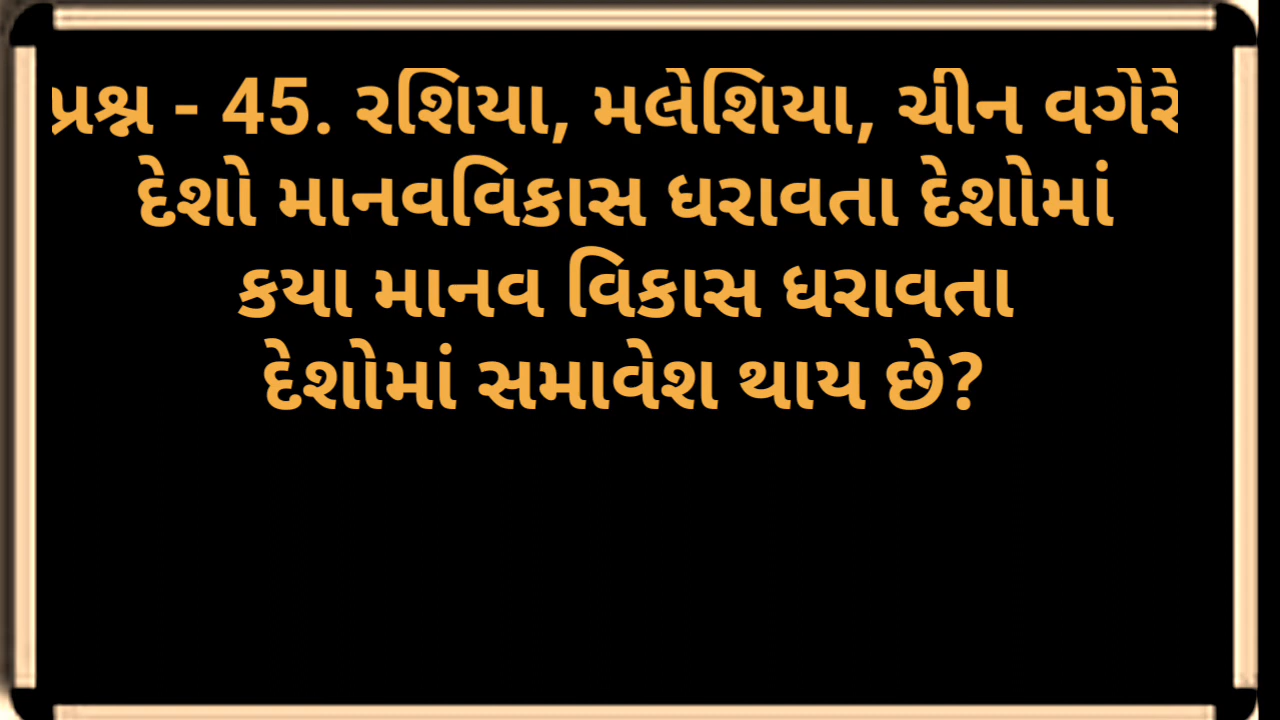 પ્રશ્ન - 45. રશિયા, મલેશિયા, ચીન વગેરે
દેશો માનવવિકાસ ધરાવતા દેશોમાં
કયા માનવ વિકાસ ધરાવતા
દેશોમાં સમાવેશ થાય છે?